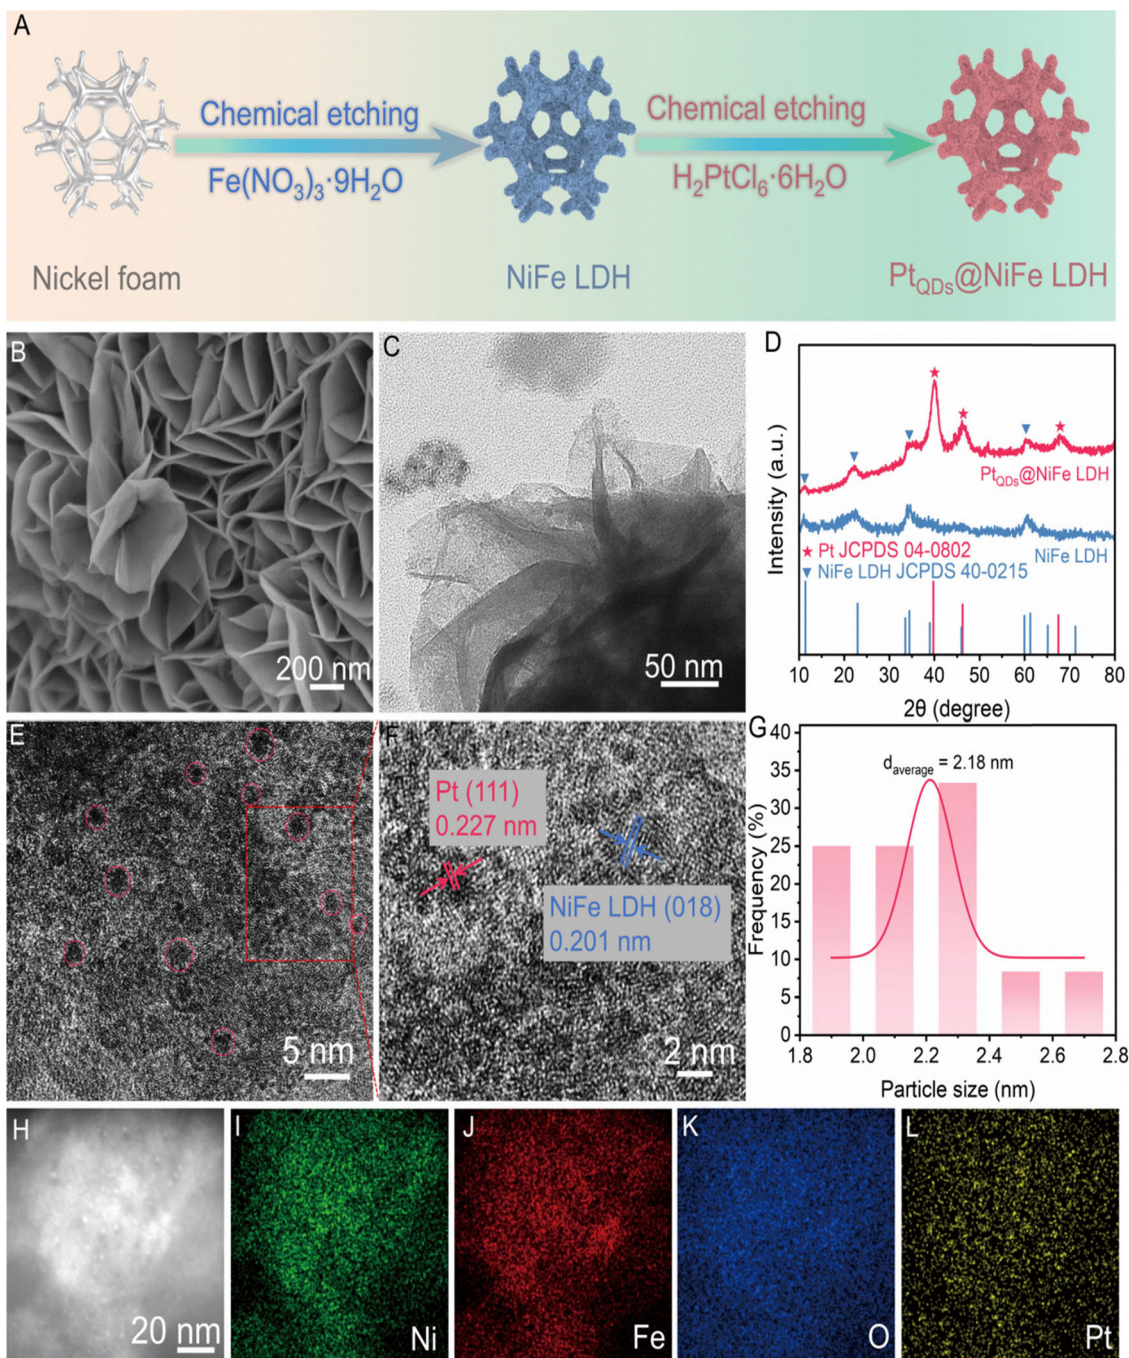 A
Chemical etching
Fe(NO₃)₃·9H₂O
Chemical etching
H₂PtCl₆·6H₂O
Nickel foam
NiFe LDH
Pt_QDs@NiFe LDH
B
200 nm
C
50 nm
D
Intensity (a.u.)
Pt_QDs@NiFe LDH
NiFe LDH
★ Pt JCPDS 04-0802
▼ NiFe LDH JCPDS 40-0215
10 20 30 40 50 60 70 80
2θ (degree)
E
5 nm
F
Pt (111)
0.227 nm
NiFe LDH (018)
0.201 nm
2 nm
G
d_average = 2.18 nm
Frequency (%)
40
35
30
25
20
15
10
5
0
1.8 2.0 2.2 2.4 2.6 2.8
Particle size (nm)
H
20 nm
I
Ni
J
Fe
K
O
L
Pt